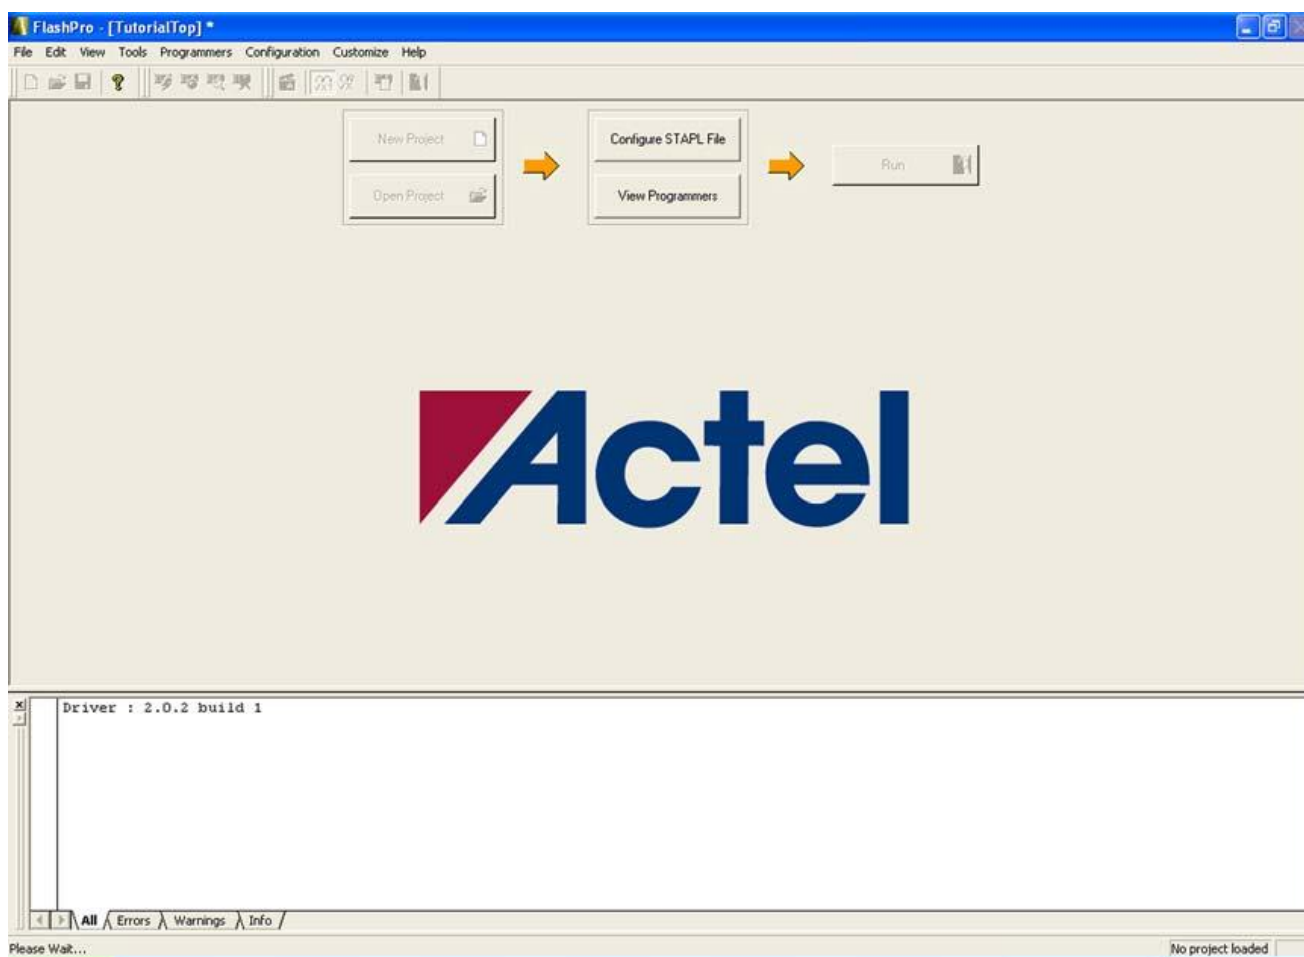 FlashPro - [TutorialTop] *
File Edit View Tools Programmers Configuration Customize Help
New Project
Configure STAPL File
Run
Open Project
View Programmers
Actel
Driver : 2.0.2 build 1
All Errors Warnings Info
Please Wait...
No project loaded